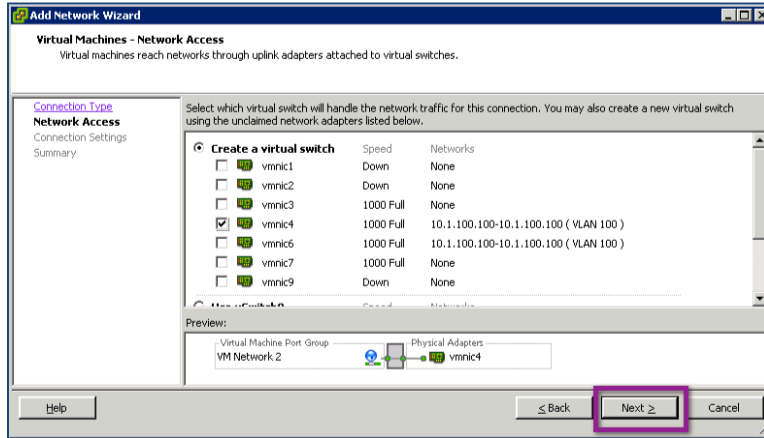 Add Network Wizard
Virtual Machines - Network Access
Virtual machines reach networks through uplink adapters attached to virtual switches.
Connection Type
Network Access
Connection Settings
Summary
Select which virtual switch will handle the network traffic for this connection. You may also create a new virtual switch
using the unclaimed network adapters listed below.
Create a virtual switch Speed Networks
vmnic1 Down None
vmnic2 Down None
vmnic3 1000 Full None
vmnic4 1000 Full 10.1.100.100-10.1.100.100 ( VLAN 100 )
vmnic6 1000 Full 10.1.100.100-10.1.100.100 ( VLAN 100 )
vmnic7 1000 Full None
vmnic9 Down None
Preview:
Virtual Machine Port Group Physical Adapters
VM Network 2 vmnic4
Help < Back Next > Cancel